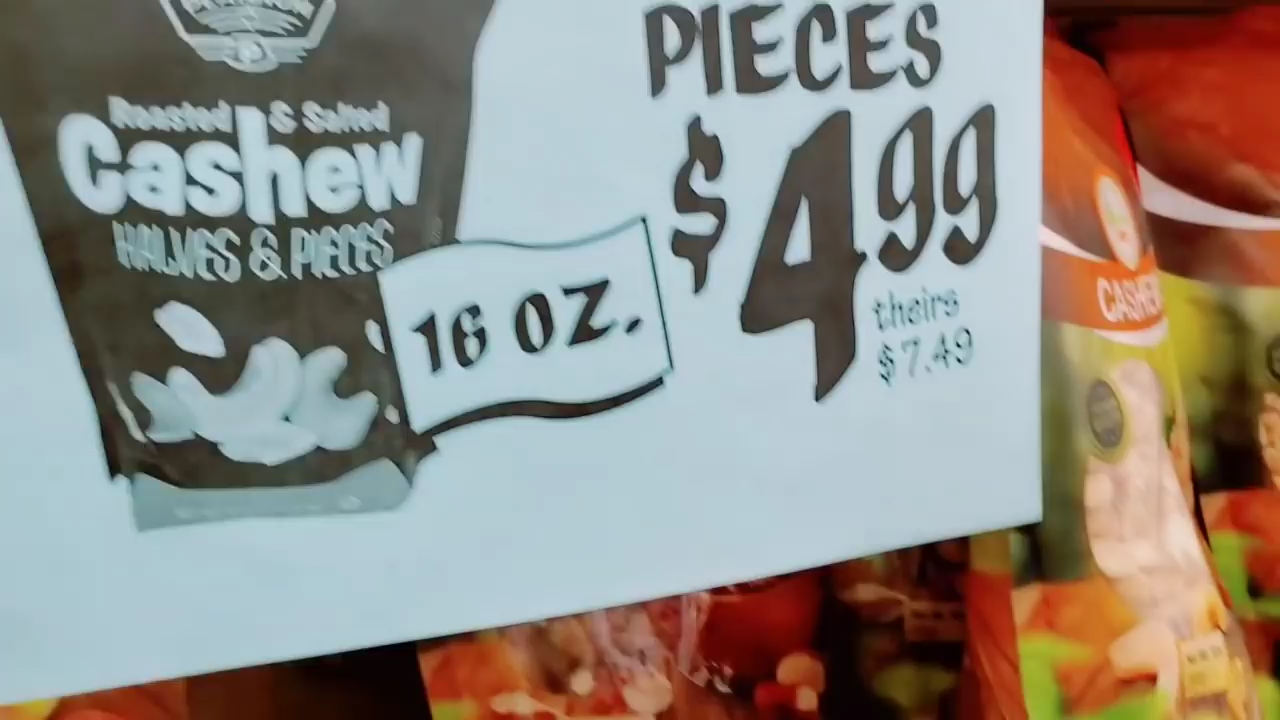 PIECES
$4.99
theirs
$7.49
Roasted & Salted
Cashew
HALVES & PIECES
16 OZ.
CASHEW